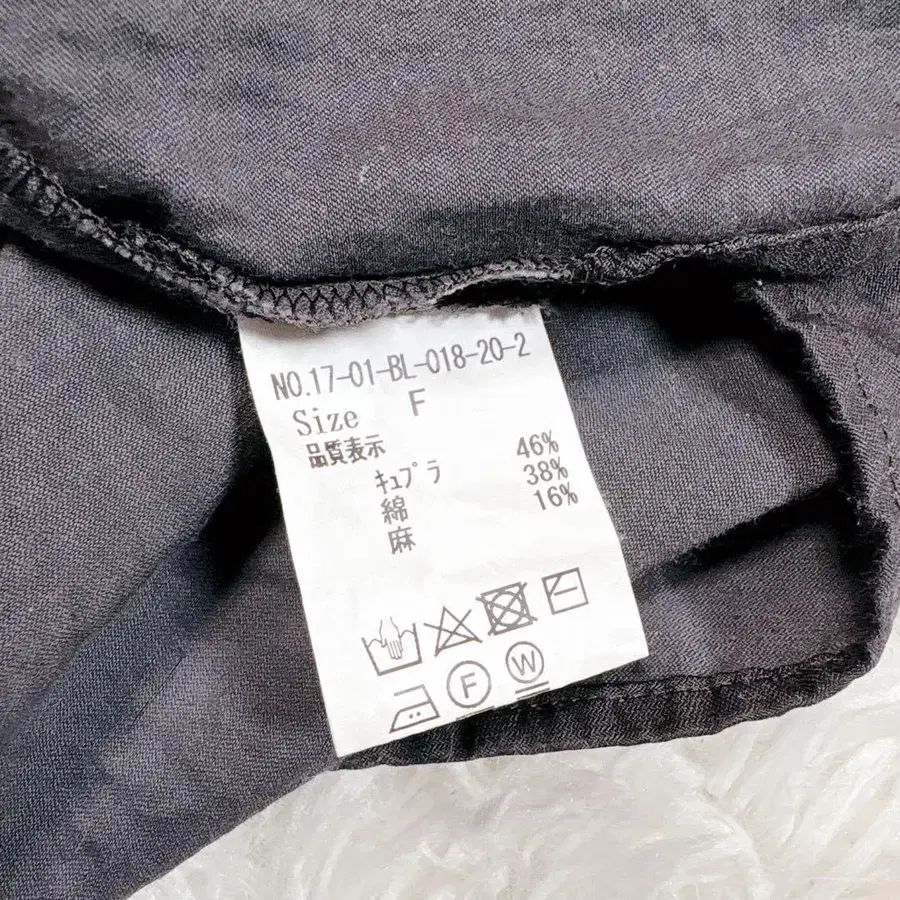 NO.17-01-BL-018-20-2
Size F
品質表示
ｷｭﾌﾟﾗ 46%
綿 38%
麻 16%
F W